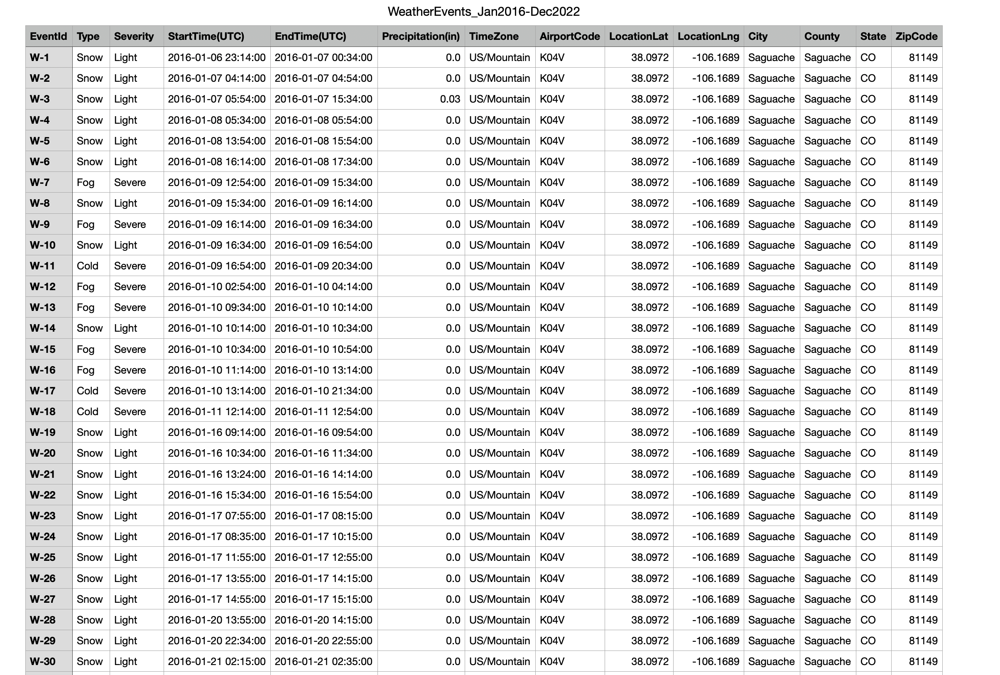 WeatherEvents_Jan2016-Dec2022
EventId Type Severity StartTime(UTC) EndTime(UTC) Precipitation(in) TimeZone AirportCode LocationLat LocationLng City County State ZipCode
W-1 Snow Light 2016-01-06 23:14:00 2016-01-07 00:34:00 0.0 US/Mountain K04V 38.0972 -106.1689 Saguache Saguache CO 81149
W-2 Snow Light 2016-01-07 04:14:00 2016-01-07 04:54:00 0.0 US/Mountain K04V 38.0972 -106.1689 Saguache Saguache CO 81149
W-3 Snow Light 2016-01-07 05:54:00 2016-01-07 15:34:00 0.03 US/Mountain K04V 38.0972 -106.1689 Saguache Saguache CO 81149
W-4 Snow Light 2016-01-08 05:34:00 2016-01-08 05:54:00 0.0 US/Mountain K04V 38.0972 -106.1689 Saguache Saguache CO 81149
W-5 Snow Light 2016-01-08 13:54:00 2016-01-08 15:54:00 0.0 US/Mountain K04V 38.0972 -106.1689 Saguache Saguache CO 81149
W-6 Snow Light 2016-01-08 16:14:00 2016-01-08 17:34:00 0.0 US/Mountain K04V 38.0972 -106.1689 Saguache Saguache CO 81149
W-7 Fog Severe 2016-01-09 12:54:00 2016-01-09 15:34:00 0.0 US/Mountain K04V 38.0972 -106.1689 Saguache Saguache CO 81149
W-8 Snow Light 2016-01-09 15:34:00 2016-01-09 16:14:00 0.0 US/Mountain K04V 38.0972 -106.1689 Saguache Saguache CO 81149
W-9 Fog Severe 2016-01-09 16:14:00 2016-01-09 16:34:00 0.0 US/Mountain K04V 38.0972 -106.1689 Saguache Saguache CO 81149
W-10 Snow Light 2016-01-09 16:34:00 2016-01-09 16:54:00 0.0 US/Mountain K04V 38.0972 -106.1689 Saguache Saguache CO 81149
W-11 Cold Severe 2016-01-09 16:54:00 2016-01-09 20:34:00 0.0 US/Mountain K04V 38.0972 -106.1689 Saguache Saguache CO 81149
W-12 Fog Severe 2016-01-10 02:54:00 2016-01-10 04:14:00 0.0 US/Mountain K04V 38.0972 -106.1689 Saguache Saguache CO 81149
W-13 Fog Severe 2016-01-10 09:34:00 2016-01-10 10:14:00 0.0 US/Mountain K04V 38.0972 -106.1689 Saguache Saguache CO 81149
W-14 Snow Light 2016-01-10 10:14:00 2016-01-10 10:34:00 0.0 US/Mountain K04V 38.0972 -106.1689 Saguache Saguache CO 81149
W-15 Fog Severe 2016-01-10 10:34:00 2016-01-10 10:54:00 0.0 US/Mountain K04V 38.0972 -106.1689 Saguache Saguache CO 81149
W-16 Fog Severe 2016-01-10 11:14:00 2016-01-10 13:14:00 0.0 US/Mountain K04V 38.0972 -106.1689 Saguache Saguache CO 81149
W-17 Cold Severe 2016-01-10 13:14:00 2016-01-10 21:34:00 0.0 US/Mountain K04V 38.0972 -106.1689 Saguache Saguache CO 81149
W-18 Cold Severe 2016-01-11 12:14:00 2016-01-11 12:54:00 0.0 US/Mountain K04V 38.0972 -106.1689 Saguache Saguache CO 81149
W-19 Snow Light 2016-01-16 09:14:00 2016-01-16 09:54:00 0.0 US/Mountain K04V 38.0972 -106.1689 Saguache Saguache CO 81149
W-20 Snow Light 2016-01-16 10:34:00 2016-01-16 11:34:00 0.0 US/Mountain K04V 38.0972 -106.1689 Saguache Saguache CO 81149
W-21 Snow Light 2016-01-16 13:24:00 2016-01-16 14:14:00 0.0 US/Mountain K04V 38.0972 -106.1689 Saguache Saguache CO 81149
W-22 Snow Light 2016-01-16 15:34:00 2016-01-16 15:54:00 0.0 US/Mountain K04V 38.0972 -106.1689 Saguache Saguache CO 81149
W-23 Snow Light 2016-01-17 07:55:00 2016-01-17 08:15:00 0.0 US/Mountain K04V 38.0972 -106.1689 Saguache Saguache CO 81149
W-24 Snow Light 2016-01-17 08:35:00 2016-01-17 10:15:00 0.0 US/Mountain K04V 38.0972 -106.1689 Saguache Saguache CO 81149
W-25 Snow Light 2016-01-17 11:55:00 2016-01-17 12:55:00 0.0 US/Mountain K04V 38.0972 -106.1689 Saguache Saguache CO 81149
W-26 Snow Light 2016-01-17 13:55:00 2016-01-17 14:15:00 0.0 US/Mountain K04V 38.0972 -106.1689 Saguache Saguache CO 81149
W-27 Snow Light 2016-01-17 14:55:00 2016-01-17 15:15:00 0.0 US/Mountain K04V 38.0972 -106.1689 Saguache Saguache CO 81149
W-28 Snow Light 2016-01-20 13:55:00 2016-01-20 14:15:00 0.0 US/Mountain K04V 38.0972 -106.1689 Saguache Saguache CO 81149
W-29 Snow Light 2016-01-20 22:34:00 2016-01-20 22:55:00 0.0 US/Mountain K04V 38.0972 -106.1689 Saguache Saguache CO 81149
W-30 Snow Light 2016-01-21 02:15:00 2016-01-21 02:35:00 0.0 US/Mountain K04V 38.0972 -106.1689 Saguache Saguache CO 81149